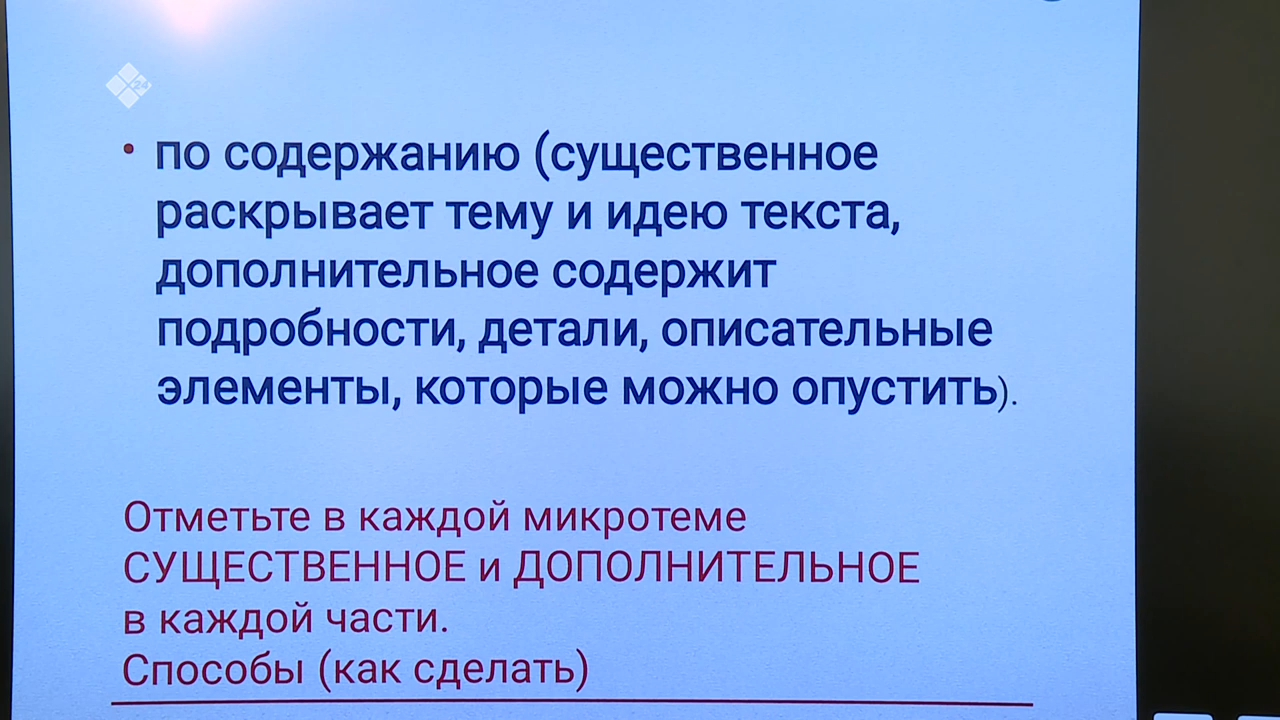 24
• по содержанию (существенное
раскрывает тему и идею текста,
дополнительное содержит
подробности, детали, описательные
элементы, которые можно опустить).
Отметьте в каждой микротеме
СУЩЕСТВЕННОЕ и ДОПОЛНИТЕЛЬНОЕ
в каждой части.
Способы (как сделать)